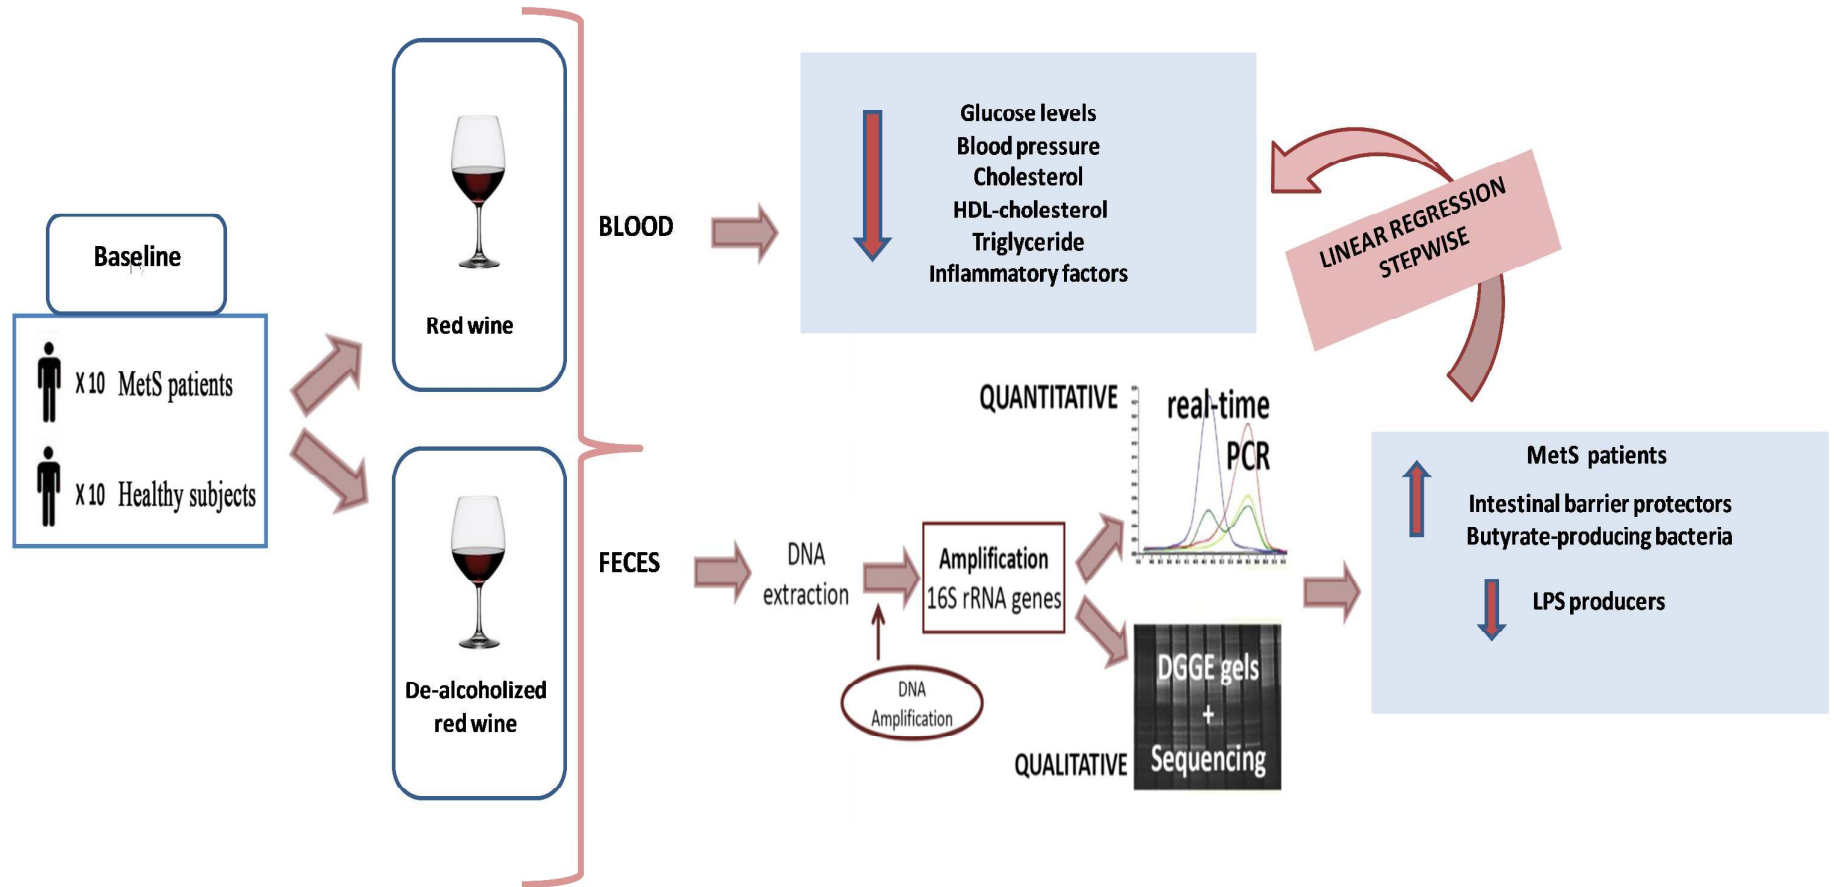 Baseline
X 10 MetS patients
X 10 Healthy subjects
Red wine
De-alcoholized
red wine
BLOOD
Glucose levels
Blood pressure
Cholesterol
HDL-cholesterol
Triglyceride
Inflammatory factors
LINEAR REGRESSION
STEPWISE
FECES
DNA
extraction
DNA
Amplification
Amplification
16S rRNA genes
QUANTITATIVE
real-time
PCR
QUALITATIVE
DGGE gels
+
Sequencing
MetS patients
Intestinal barrier protectors
Butyrate-producing bacteria
LPS producers